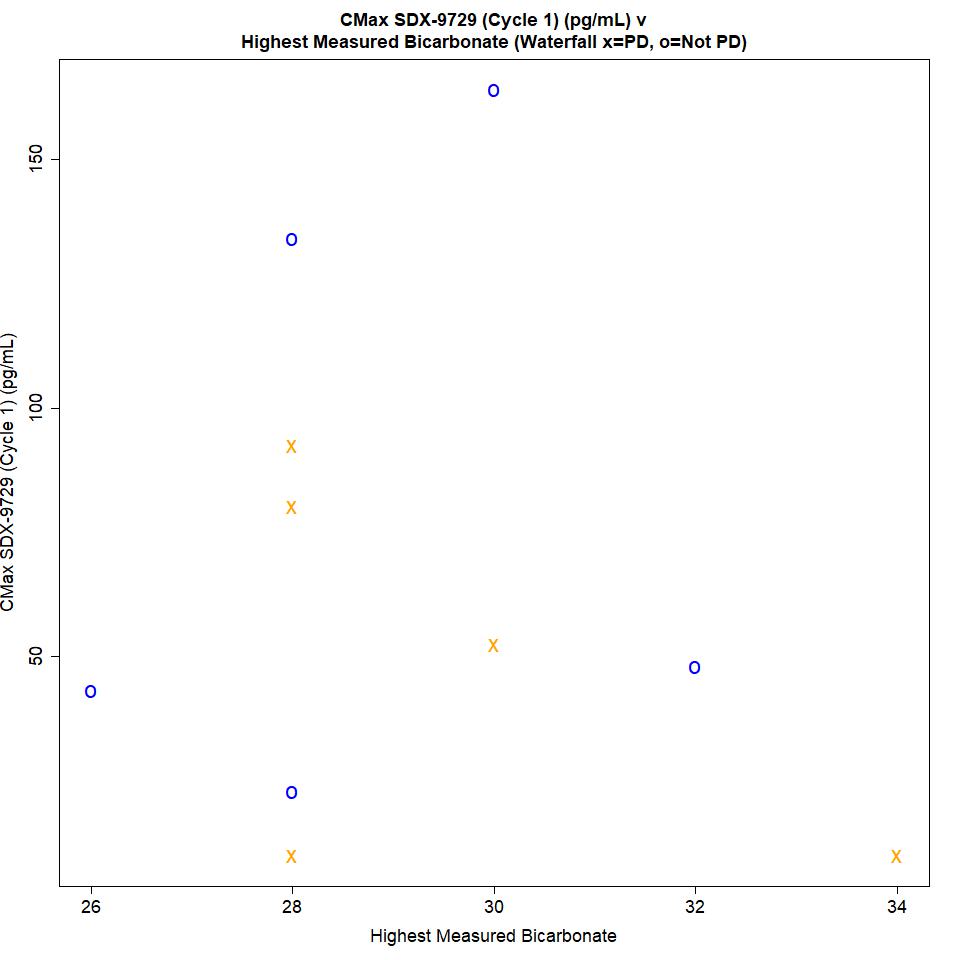 CMax SDX-9729 (Cycle 1) (pg/mL) v
Highest Measured Bicarbonate (Waterfall x=PD, o=Not PD)
CMax SDX-9729 (Cycle 1) (pg/mL)
150
100
50
o
o
x
x
x
o
o
o
x
x
26 28 30 32 34
Highest Measured Bicarbonate